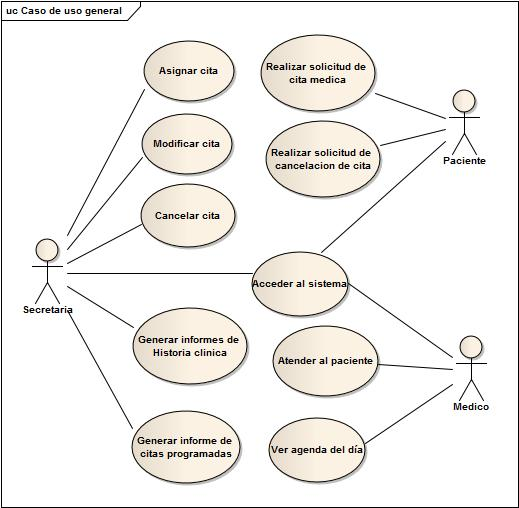 uc Caso de uso general
Asignar cita
Realizar solicitud de
cita medica
Modificar cita
Realizar solicitud de
cancelacion de cita
Paciente
Cancelar cita
Acceder al sistema
Secretaria
Generar informes de
Historia clinica
Atender al paciente
Medico
Generar informe de
citas programadas
Ver agenda del día